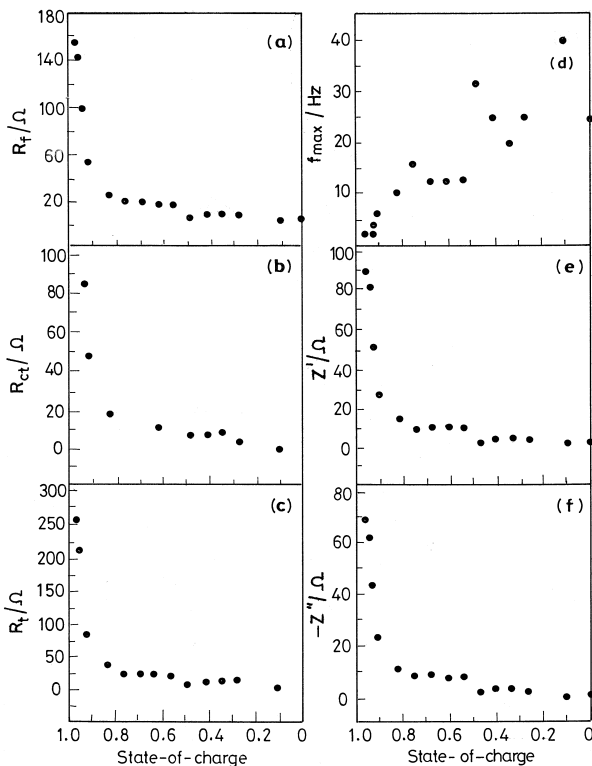 180
140
100
60
20
R_f/Ω
(a)
40
30
20
10
f_max/Hz
(d)
100
80
60
40
20
0
R_ct/Ω
(b)
100
80
60
40
20
0
Z'/Ω
(e)
300
250
200
150
100
50
0
R_t/Ω
(c)
1.0 0.8 0.6 0.4 0.2 0
State-of-charge
80
60
40
20
0
-Z"/Ω
(f)
1.0 0.8 0.6 0.4 0.2 0
State-of-charge